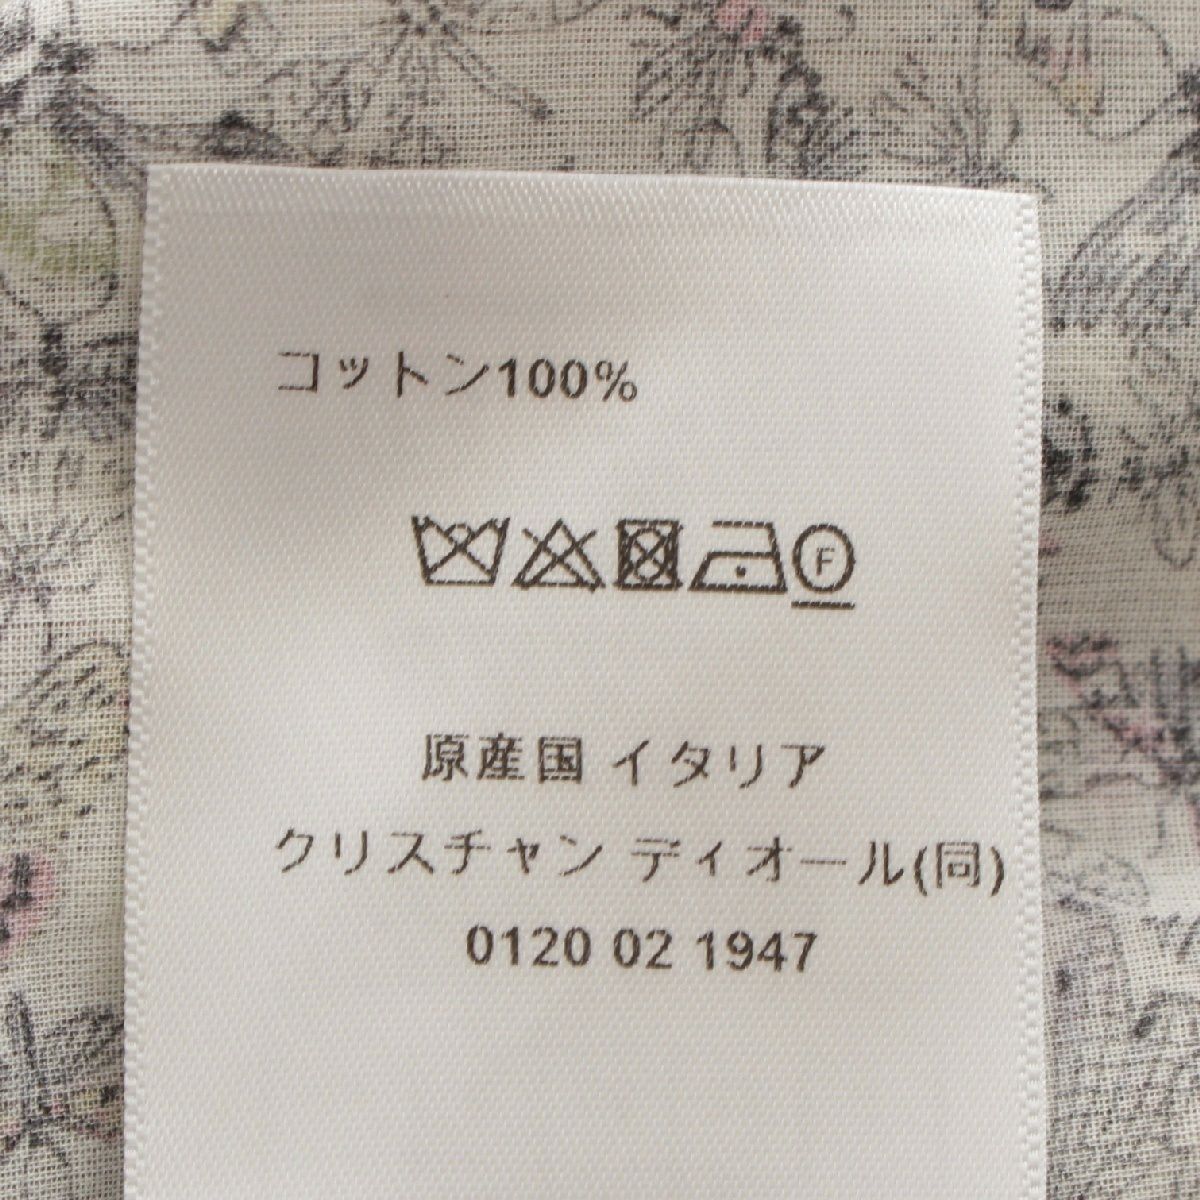 コットン100%
F
原産国 イタリア
クリスチャン ディオール(同)
0120 02 1947